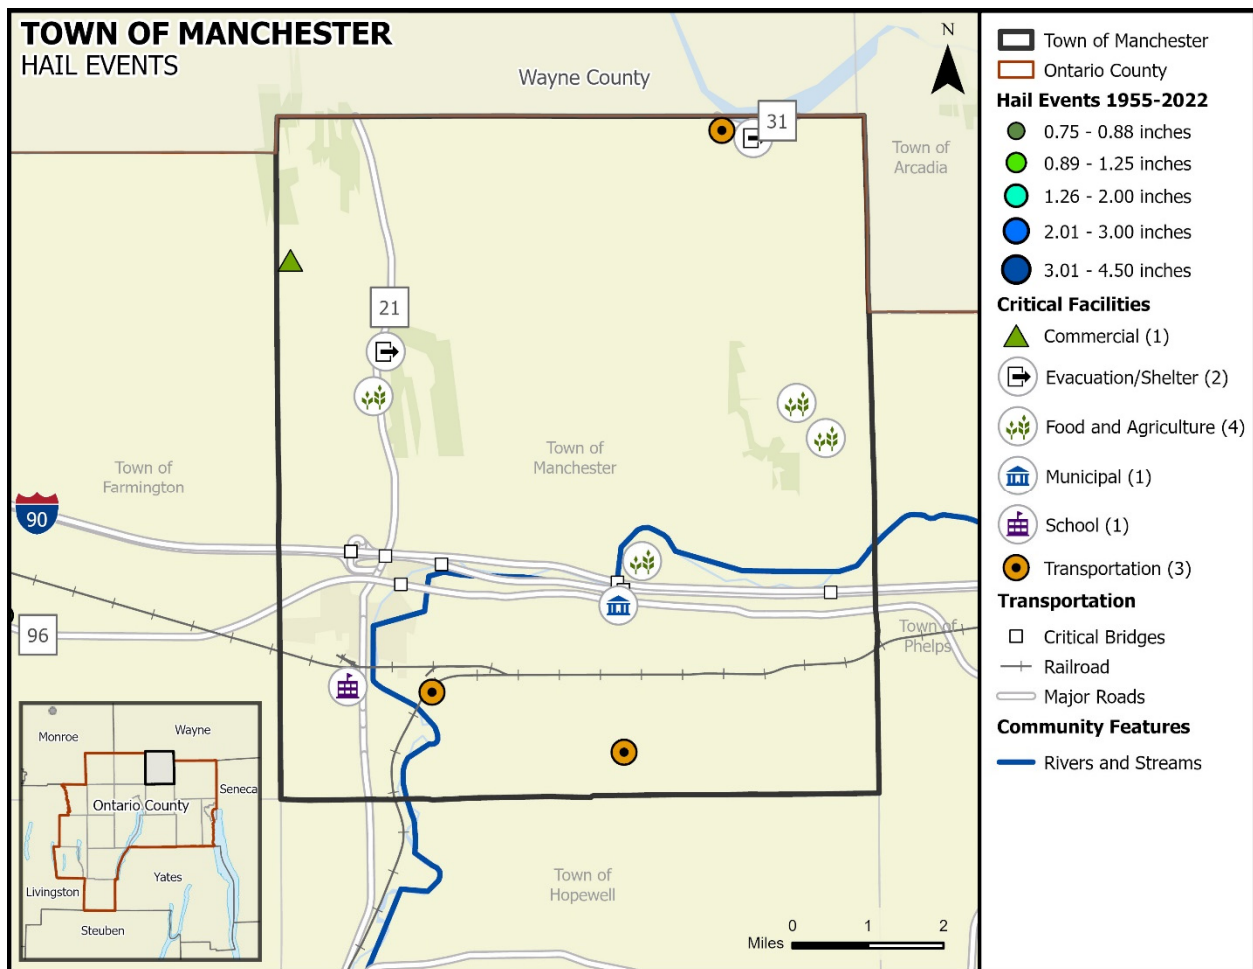 TOWN OF MANCHESTER
HAIL EVENTS
Wayne County
N
31
Town of
Arcadia
21
Town of
Farmington
Town of
Manchester
90
96
Town of
Phelps
Town of
Hopewell
Monroe
Wayne
Seneca
Ontario County
Livingston
Yates
Steuben
0 1 2
Miles
Town of Manchester
Ontario County
Hail Events 1955-2022
0.75 - 0.88 inches
0.89 - 1.25 inches
1.26 - 2.00 inches
2.01 - 3.00 inches
3.01 - 4.50 inches
Critical Facilities
Commercial (1)
Evacuation/Shelter (2)
Food and Agriculture (4)
Municipal (1)
School (1)
Transportation (3)
Transportation
Critical Bridges
Railroad
Major Roads
Community Features
Rivers and Streams